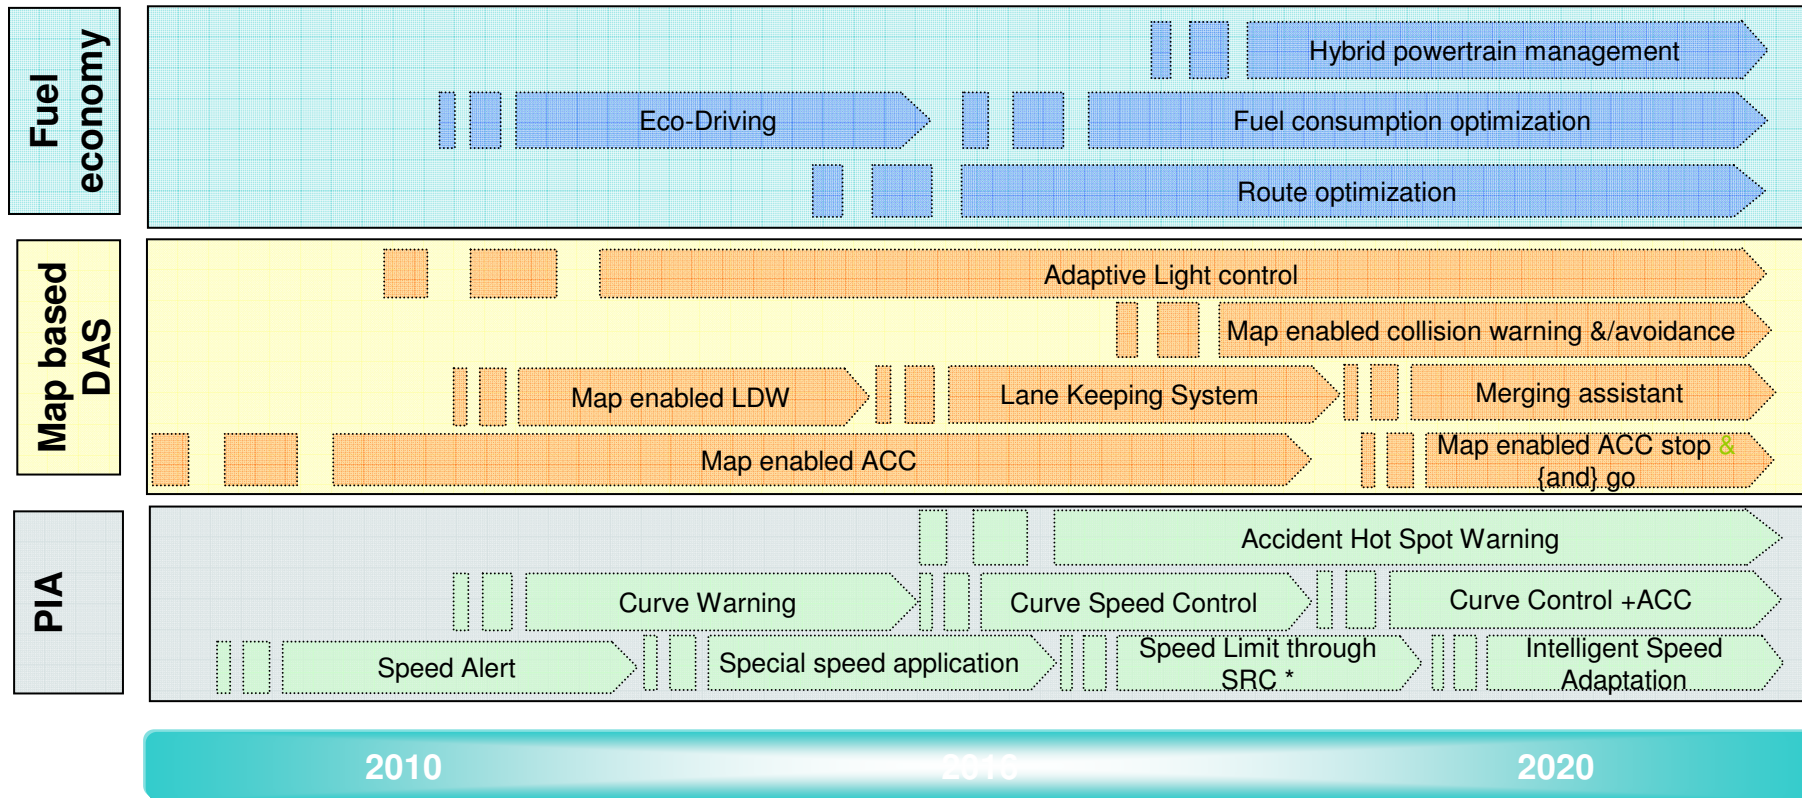 Fuel
economy
Hybrid powertrain management
Eco-Driving
Fuel consumption optimization
Route optimization
Map based
DAS
Adaptive Light control
Map enabled collision warning &/avoidance
Map enabled LDW
Lane Keeping System
Merging assistant
Map enabled ACC
Map enabled ACC stop &
{and} go
PIA
Accident Hot Spot Warning
Curve Warning
Curve Speed Control
Curve Control +ACC
Speed Alert
Special speed application
Speed Limit through
SRC *
Intelligent Speed
Adaptation
2010
2020